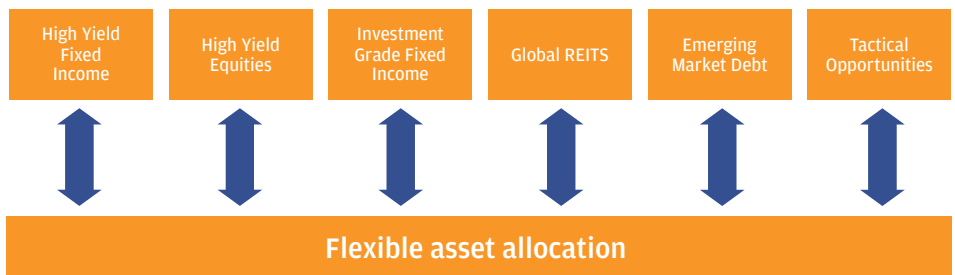 High Yield
Fixed
Income
High Yield
Equities
Investment
Grade Fixed
Income
Global REITS
Emerging
Market Debt
Tactical
Opportunities
Flexible asset allocation